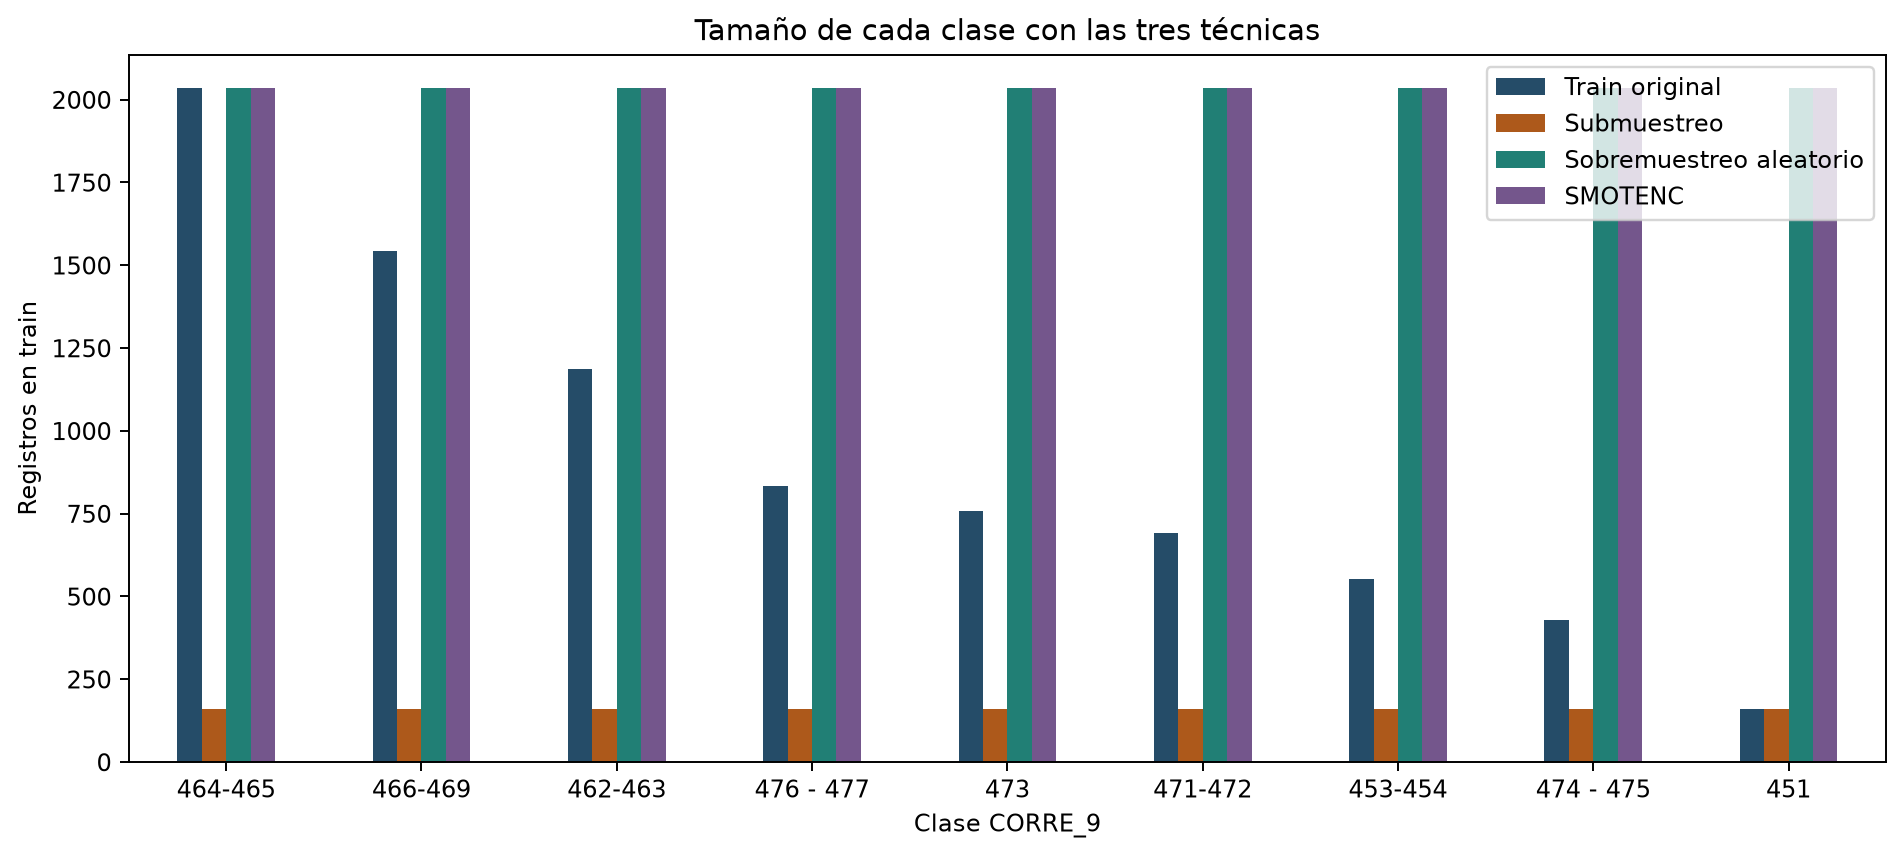 Tamaño de cada clase con las tres técnicas
Train original
Submuestreo
Sobremuestreo aleatorio
SMOTENC
Registros en train
2000
1750
1500
1250
1000
750
500
250
0
464-465 466-469 462-463 476 - 477 473 471-472 453-454 474 - 475 451
Clase CORRE_9